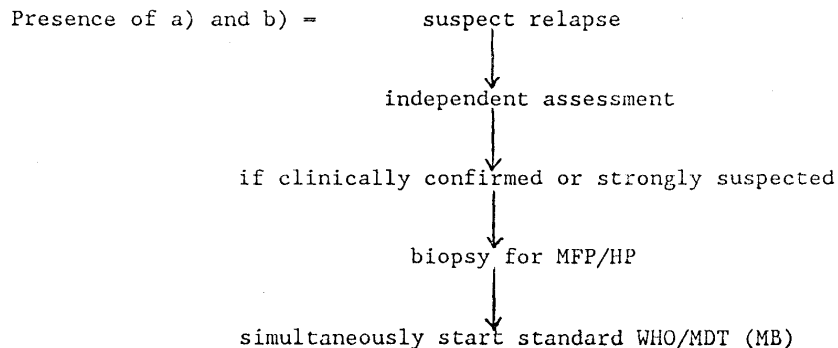 Presence of a) and b) = suspect relapse
independent assessment
if clinically confirmed or strongly suspected
biopsy for MFP/HP
simultaneously start standard WHO/MDT (MB)